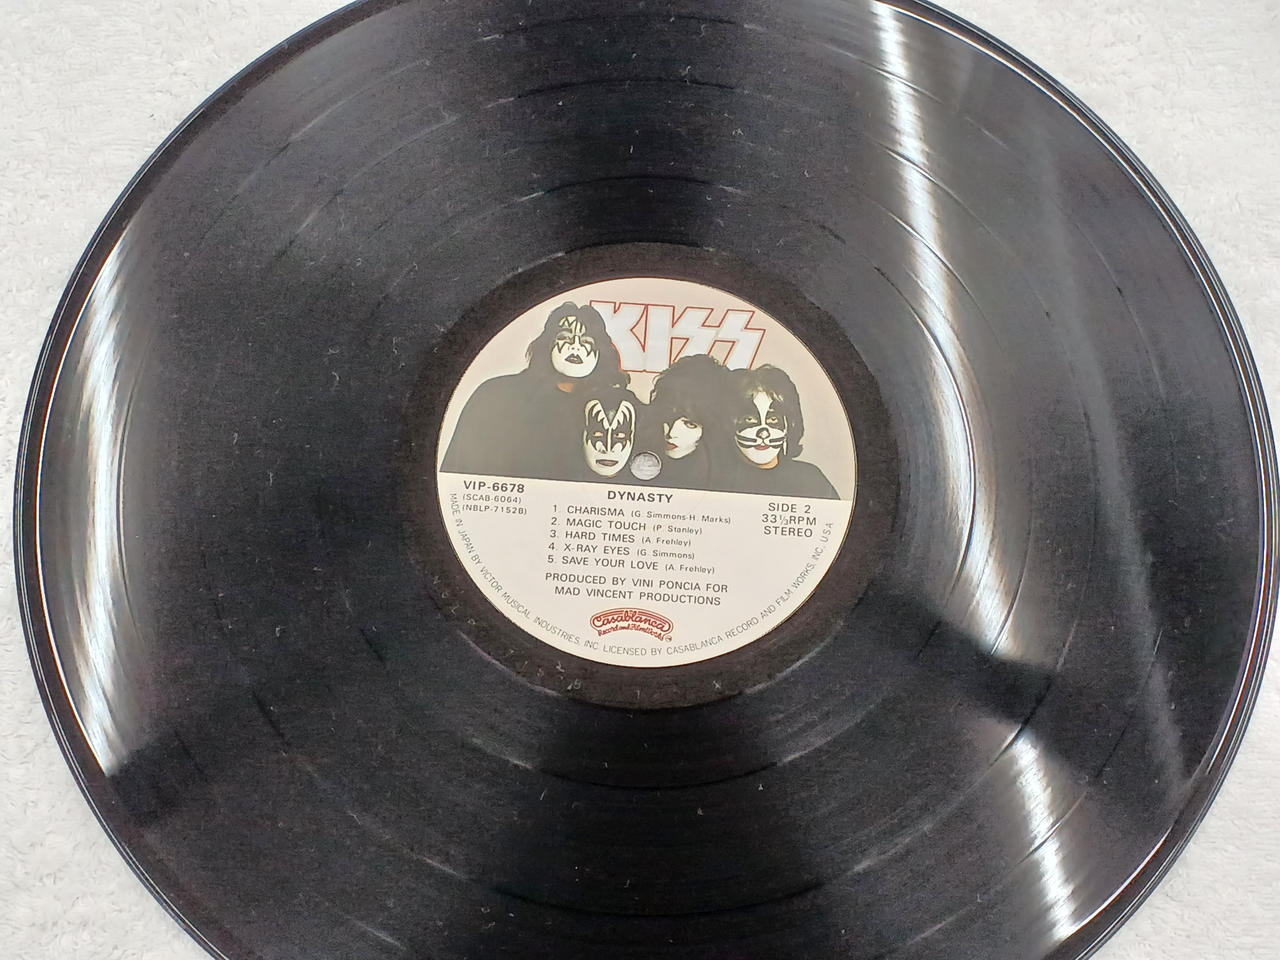 KISS
VIP-6678
(SCAB-6064)
(NBLP-7152B)
DYNASTY
SIDE 2
33⅓RPM
STEREO
1. CHARISMA (G. Simmons-H. Marks)
2. MAGIC TOUCH (P. Stanley)
3. HARD TIMES (A. Frehley)
4. X-RAY EYES (G. Simmons)
5. SAVE YOUR LOVE (A. Frehley)
PRODUCED BY VINI PONCIA FOR
MAD VINCENT PRODUCTIONS
Casablanca
Record and FilmWorks
MADE IN JAPAN BY VICTOR MUSICAL INDUSTRIES, INC. LICENSED BY CASABLANCA RECORD AND FILM WORKS, INC., U.S.A.